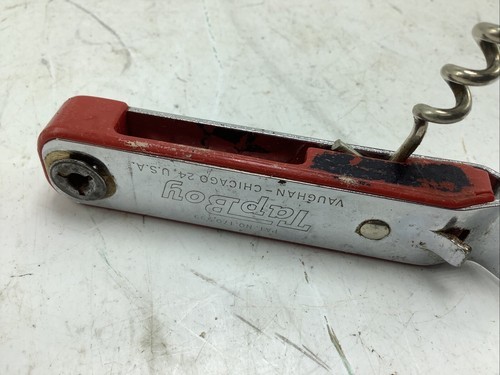 TapBoy
VAUGHAN - CHICAGO 24, U.S.A.